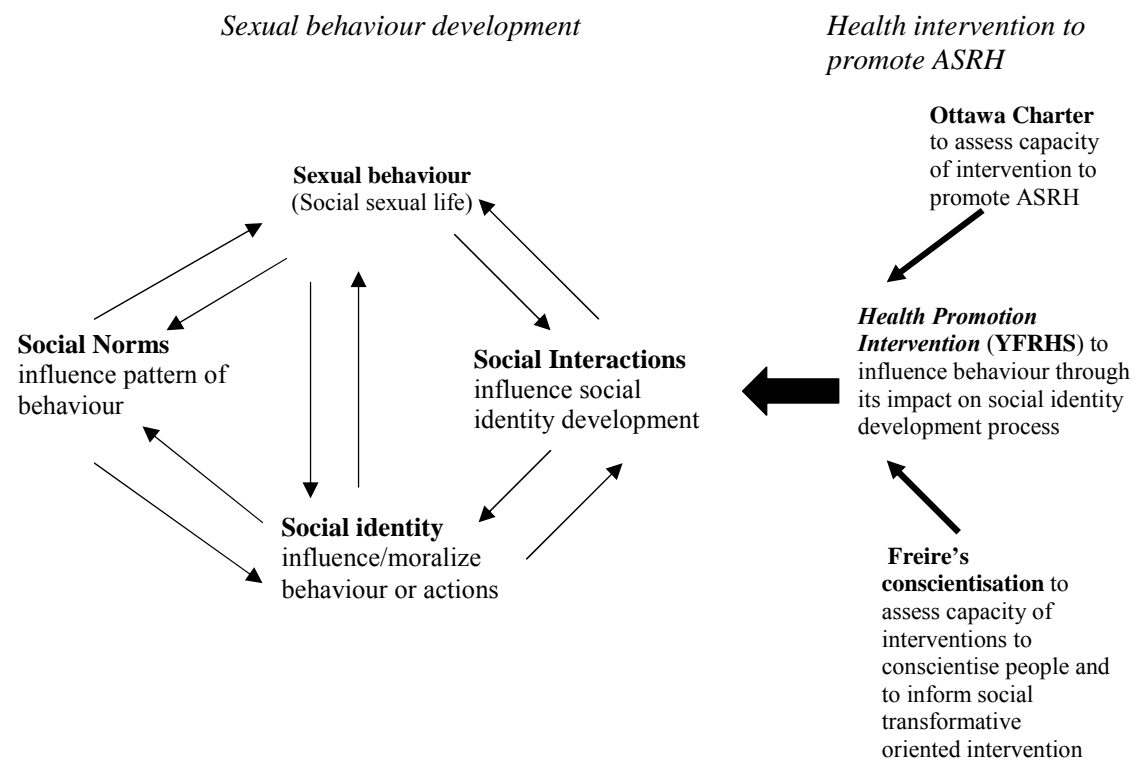 Sexual behaviour development
Health intervention to
promote ASRH
Ottawa Charter
to assess capacity
of intervention to
promote ASRH
Sexual behaviour
(Social sexual life)
Social Norms
influence pattern of
behaviour
Social Interactions
influence social
identity development
Health Promotion
Intervention (YFRHS) to
influence behaviour through
its impact on social identity
development process
Social identity
influence/moralize
behaviour or actions
Freire's
conscientisation to
assess capacity of
interventions to
conscientise people and
to inform social
transformative
oriented intervention